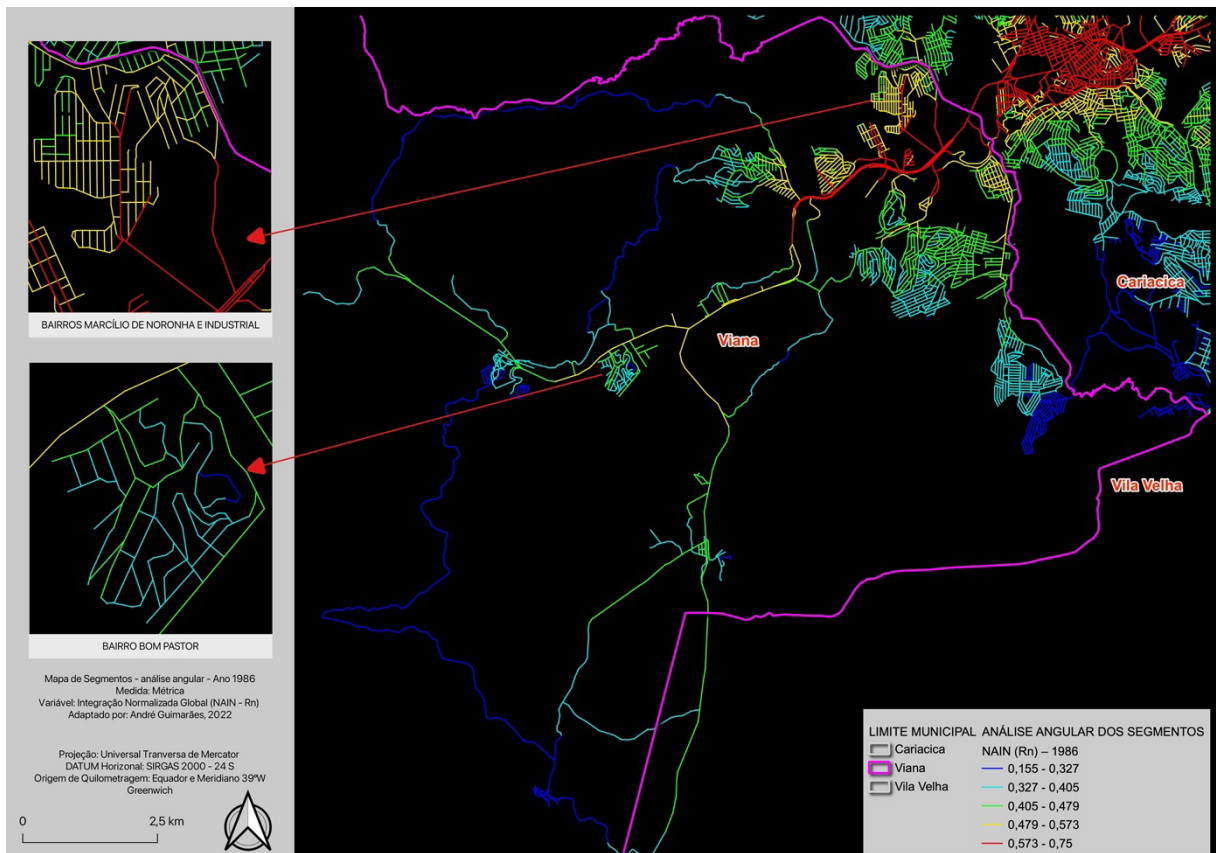 BAIRROS MARCÍLIO DE NORONHA E INDUSTRIAL
BAIRRO BOM PASTOR
Mapa de Segmentos - análise angular - Ano 1986
Medida: Métrica
Variável: Integração Normalizada Global (NAIN - Rn)
Adaptado por: André Guimarães, 2022
Projeção: Universal Tranversa de Mercator
DATUM Horizonal: SIRGAS 2000 - 24 S
Origem de Quilometragem: Equador e Meridiano 39ºW
Greenwich
0 2,5 km
Viana
Cariacica
Vila Velha
LIMITE MUNICIPAL
Cariacica
Viana
Vila Velha
ANÁLISE ANGULAR DOS SEGMENTOS
NAIN (Rn) – 1986
0,155 - 0,327
0,327 - 0,405
0,405 - 0,479
0,479 - 0,573
0,573 - 0,75